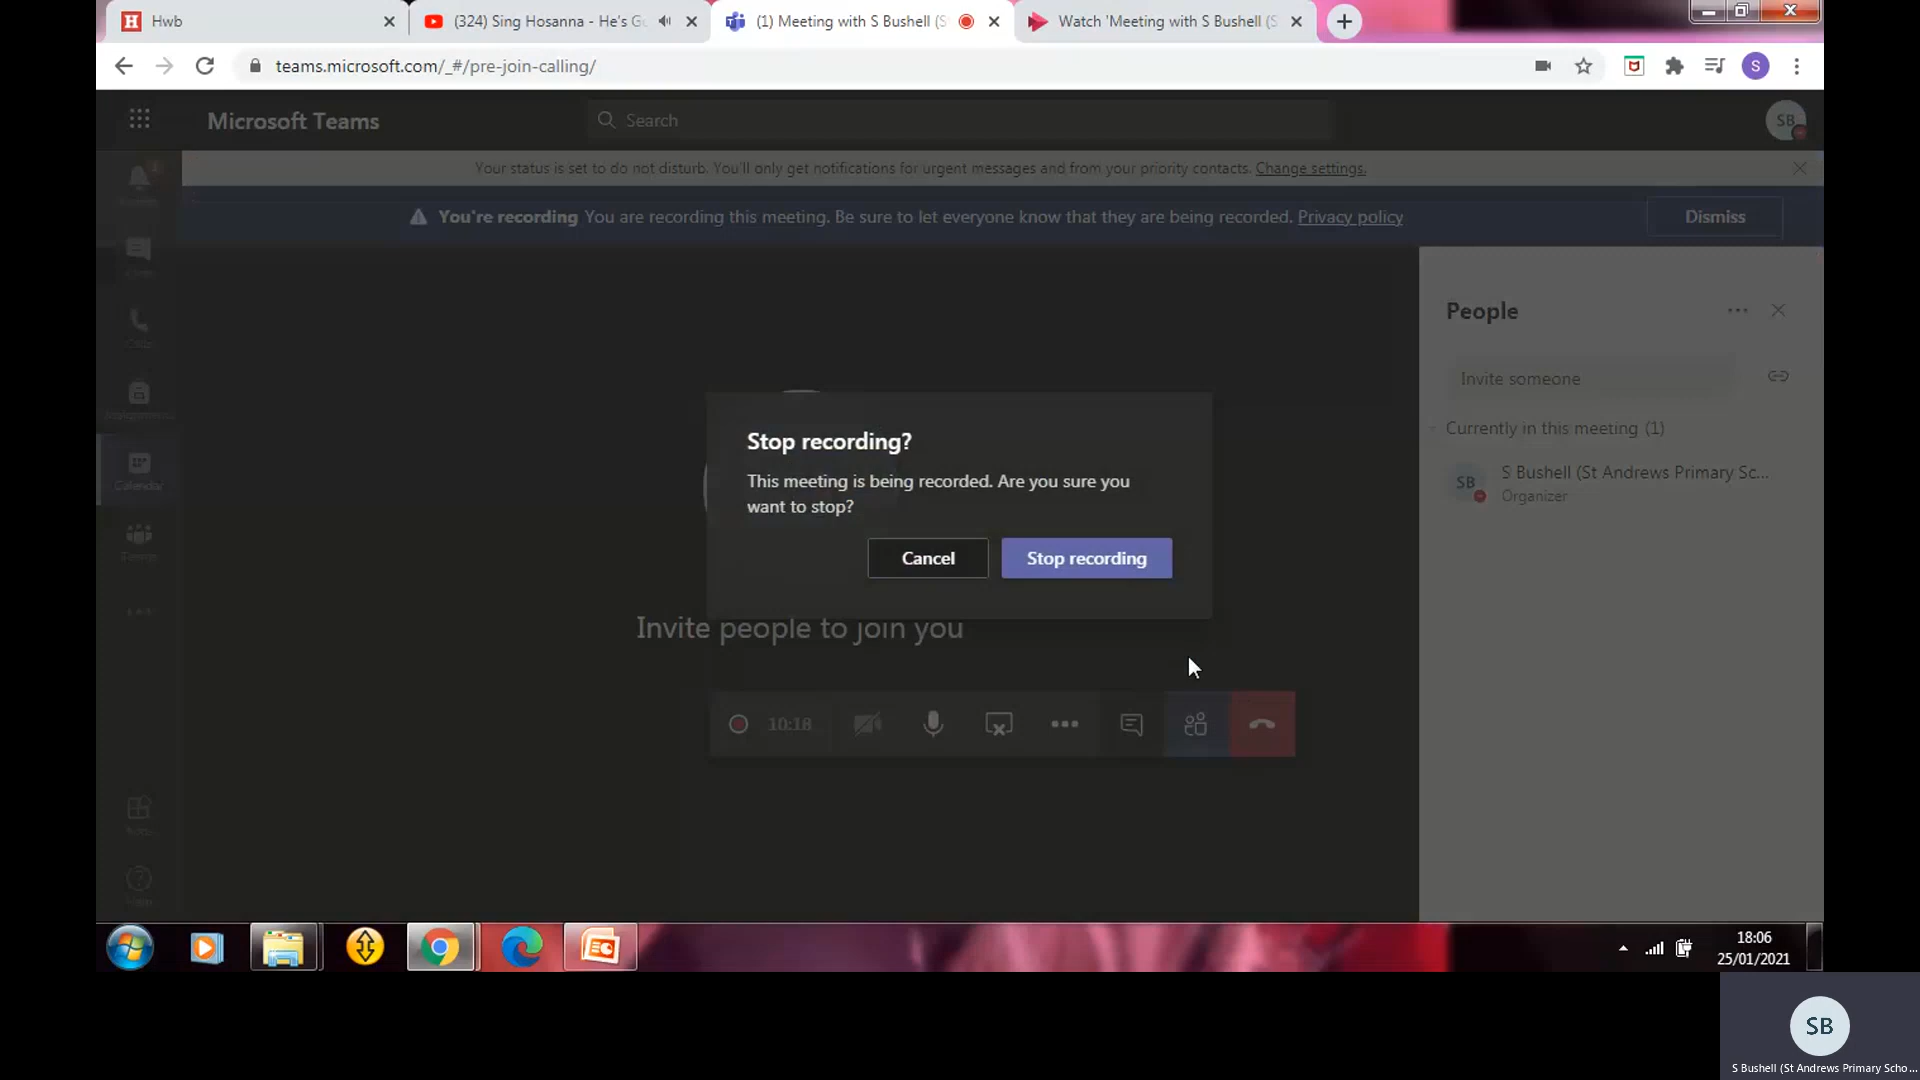 Hwb
(324) Sing Hosanna - He's Gu
(1) Meeting with S Bushell (S
Watch 'Meeting with S Bushell (S
teams.microsoft.com/_#/pre-join-calling/
S
Microsoft Teams
Search
SB
Your status is set to do not disturb. You'll only get notifications for urgent messages and from your priority contacts. Change settings.
You're recording You are recording this meeting. Be sure to let everyone know that they are being recorded. Privacy policy
Dismiss
People
Invite someone
Currently in this meeting (1)
SB
S Bushell (St Andrews Primary Sc...
Organizer
Stop recording?
This meeting is being recorded. Are you sure you
want to stop?
Cancel
Stop recording
Invite people to join you
10:18
Calendar
18:06
25/01/2021
SB
S Bushell (St Andrews Primary Scho...